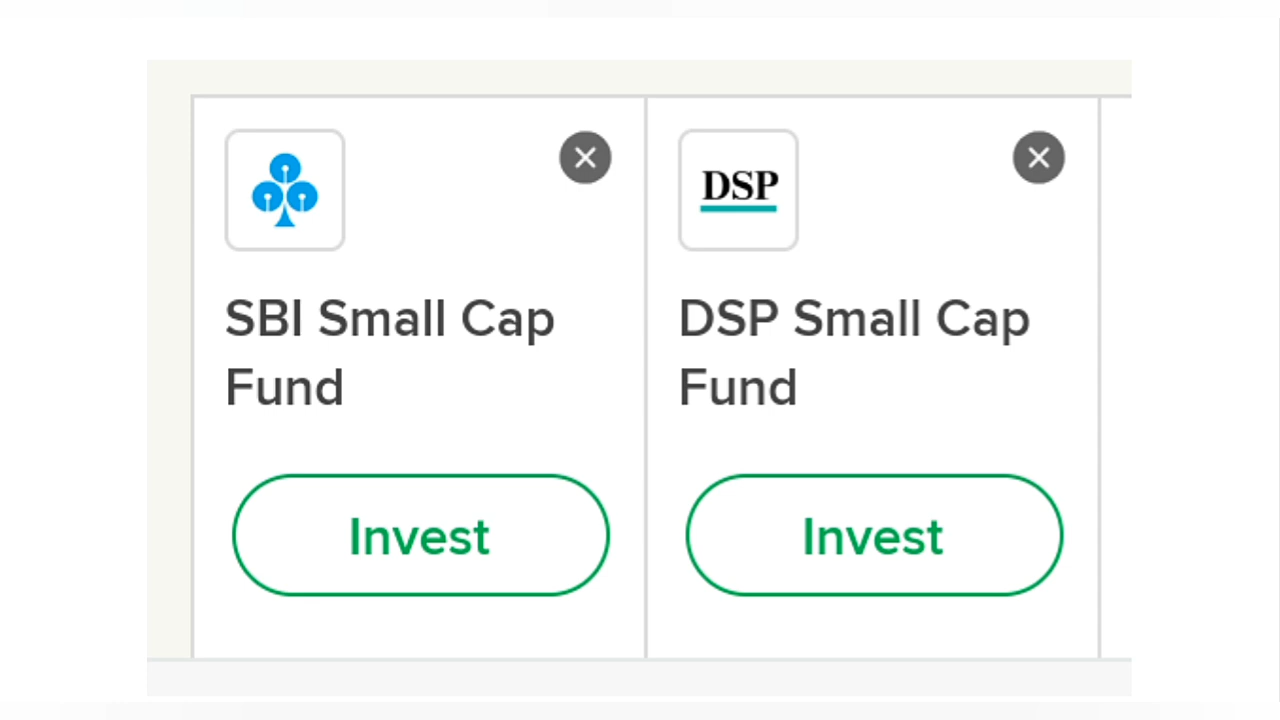 DSP
SBI Small Cap
Fund
DSP Small Cap
Fund
Invest
Invest